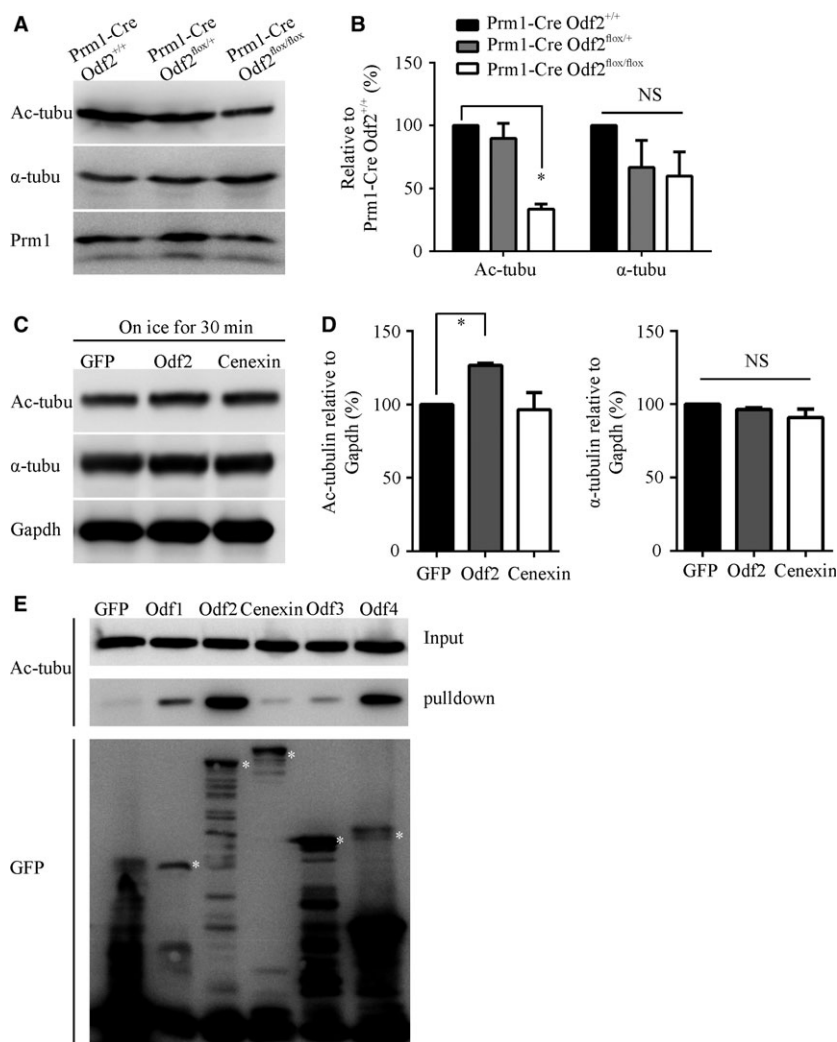 A
Prm1-Cre
Odf2+/+
Prm1-Cre
Odf2flox/+
Prm1-Cre
Odf2flox/flox
Ac-tubu
α-tubu
Prm1
B
Prm1-Cre Odf2+/+
Prm1-Cre Odf2flox/+
Prm1-Cre Odf2flox/flox
Relative to
Prm1-Cre Odf2+/+ (%)
150
100
50
0
*
NS
Ac-tubu
α-tubu
C
On ice for 30 min
GFP Odf2 Cenexin
Ac-tubu
α-tubu
Gapdh
D
Ac-tubulin relative to
Gapdh (%)
150
100
50
0
*
GFP Odf2 Cenexin
α-tubulin relative to
Gapdh (%)
150
100
50
0
NS
GFP Odf2 Cenexin
E
GFP Odf1 Odf2 Cenexin Odf3 Odf4
Ac-tubu
Input
pulldown
GFP
* * * * *